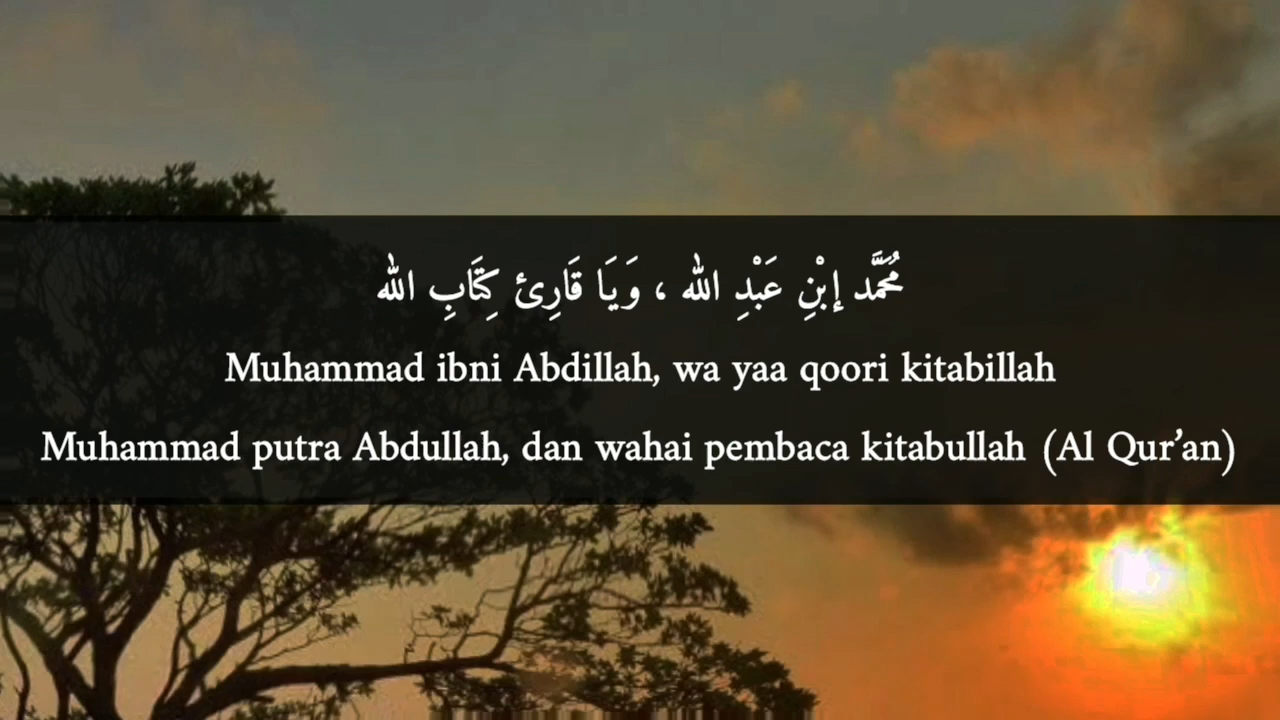 مُحَمَّد إبْنِ عَبْدِ الله ، وَيَا قَارِئ كِتَابِ الله
Muhammad ibni Abdillah, wa yaa qoori kitabillah
Muhammad putra Abdullah, dan wahai pembaca kitabullah (Al Qur’an)